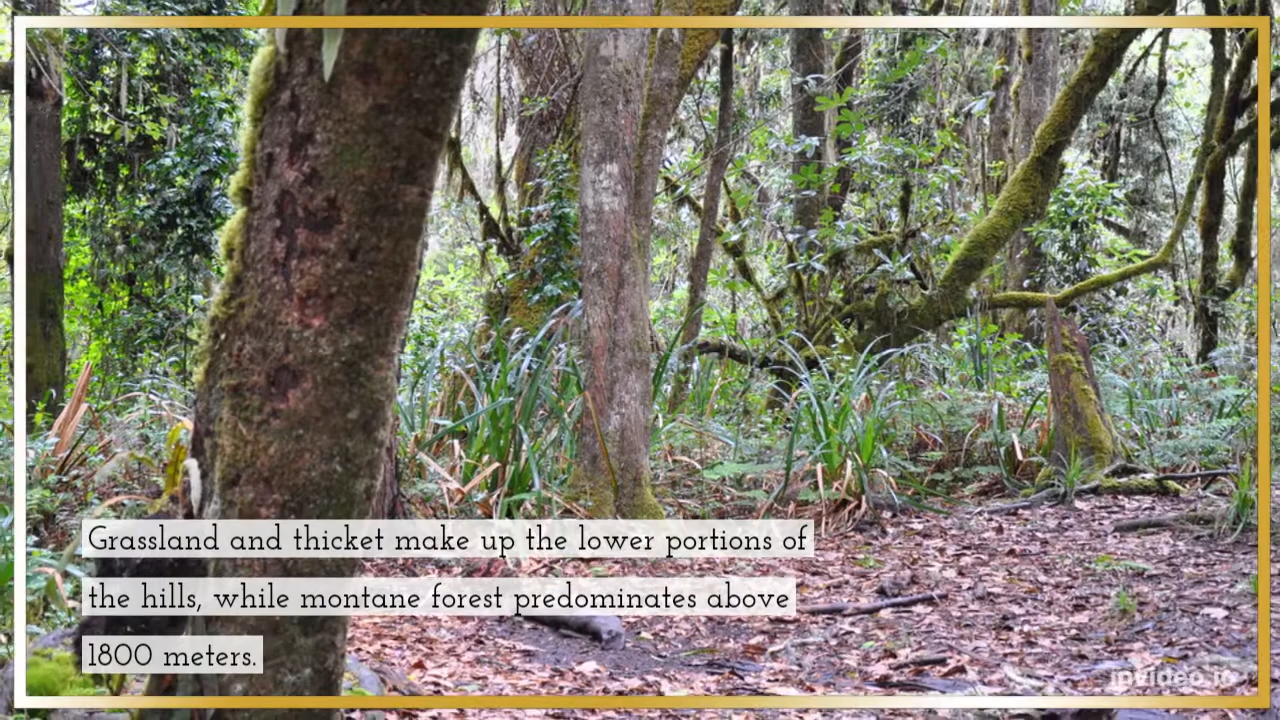 Grassland and thicket make up the lower portions of
the hills, while montane forest predominates above
1800 meters.
invideo.io